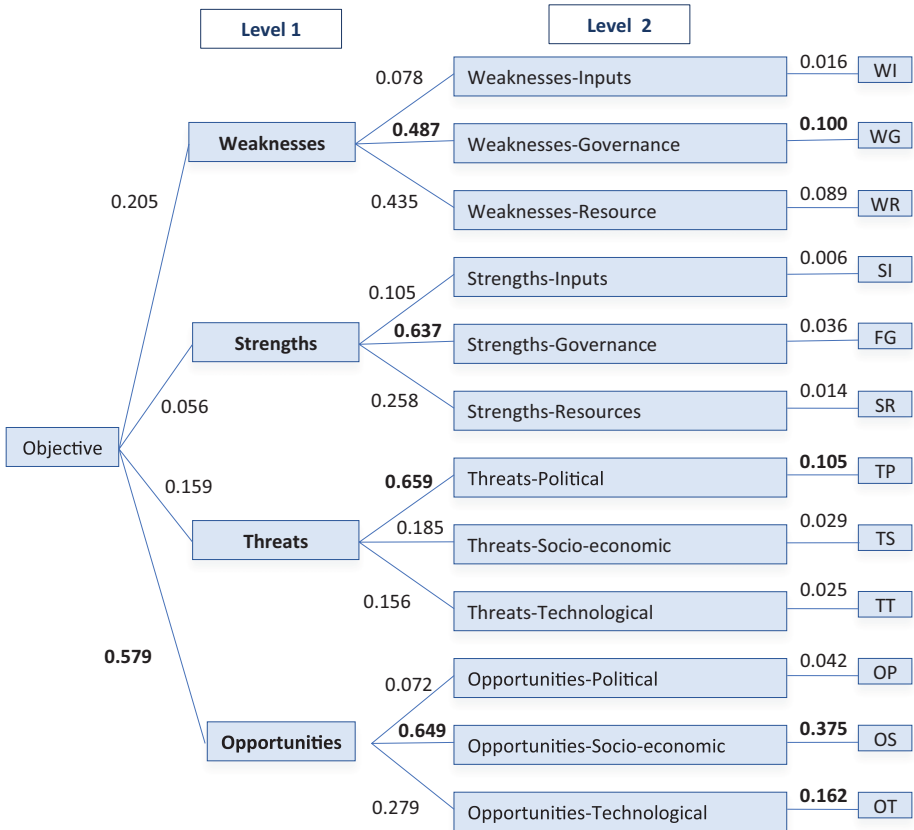 Level 1
Level 2
0.078
Weaknesses-Inputs
0.016
WI
Weaknesses
0.487
Weaknesses-Governance
0.100
WG
0.205
0.435
Weaknesses-Resource
0.089
WR
0.105
Strengths-Inputs
0.006
SI
Strengths
0.637
Strengths-Governance
0.036
FG
0.056
0.258
Strengths-Resources
0.014
SR
Objective
0.159
0.659
Threats-Political
0.105
TP
Threats
0.185
Threats-Socio-economic
0.029
TS
0.156
Threats-Technological
0.025
TT
0.579
0.072
Opportunities-Political
0.042
OP
Opportunities
0.649
Opportunities-Socio-economic
0.375
OS
0.279
Opportunities-Technological
0.162
OT